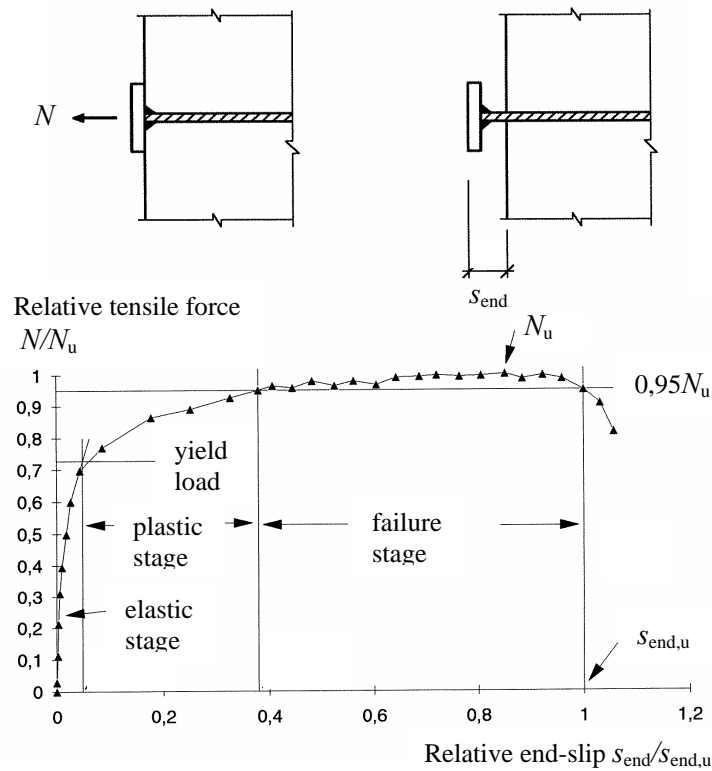 N
s_end
Relative tensile force
N/N_u
N_u
1
0,9
0,8
0,7
0,6
0,5
0,4
0,3
0,2
0,1
0
0,95N_u
yield
load
plastic
stage
failure
stage
elastic
stage
s_end,u
0 0,2 0,4 0,6 0,8 1 1,2
Relative end-slip s_end/s_end,u